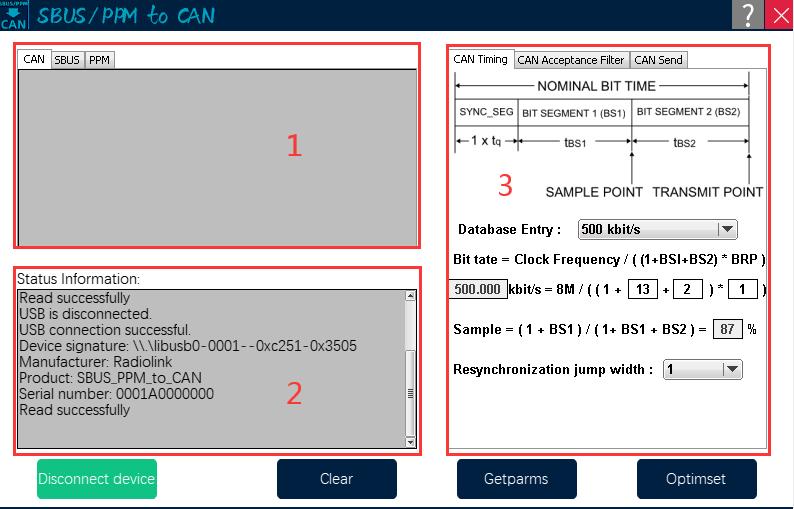 SBUS/PPM
CAN
SBUS/PPM to CAN
?
CAN SBUS PPM
1
Status Information:
Read successfully
USB is disconnected.
USB connection successful.
Device signature: \\.\libusb0-0001--0xc251-0x3505
Manufacturer: Radiolink
Product: SBUS_PPM_to_CAN
Serial number: 0001A0000000
Read successfully
2
CAN Timing CAN Acceptance Filter CAN Send
NOMINAL BIT TIME
SYNC_SEG BIT SEGMENT 1 (BS1) BIT SEGMENT 2 (BS2)
1 x tq tBS1 tBS2
3
SAMPLE POINT TRANSMIT POINT
Database Entry : 500 kbit/s
Bit tate = Clock Frequency / ( (1+BSI+BS2) * BRP )
500.000 kbit/s = 8M / ( ( 1 + 13 + 2 ) * 1 )
Sample = ( 1 + BS1 ) / ( 1+ BS1 + BS2 ) = 87 %
Resynchronization jump width : 1
Disconnect device Clear Getparms Optimset